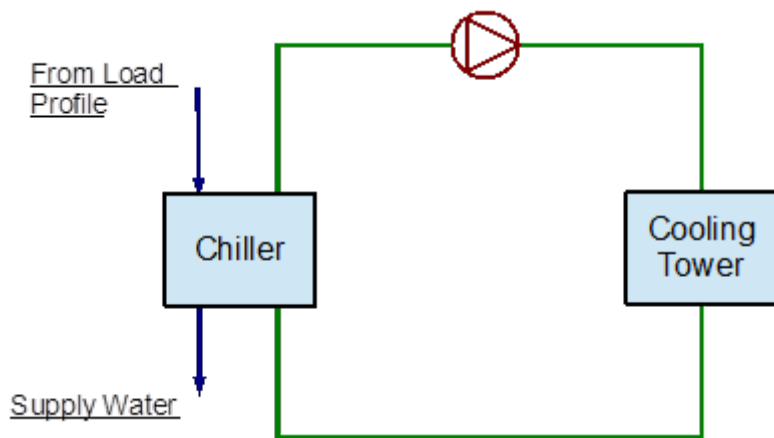 From Load
Profile
Chiller
Cooling
Tower
Supply Water